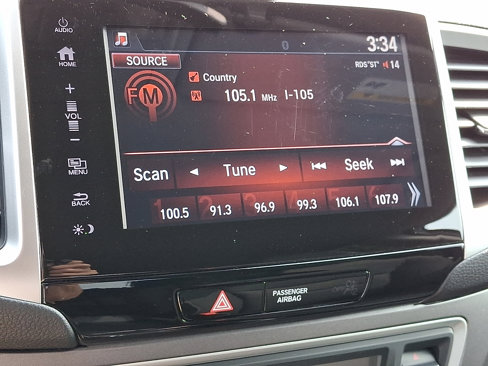 AUDIO
3:34
HOME
SOURCE
RDS"ST" 14
FM
Country
105.1 MHz I-105
+
VOL
-
MENU
Scan Tune Seek
BACK
100.5 91.3 96.9 99.3 106.1 107.9
PASSENGER
AIRBAG